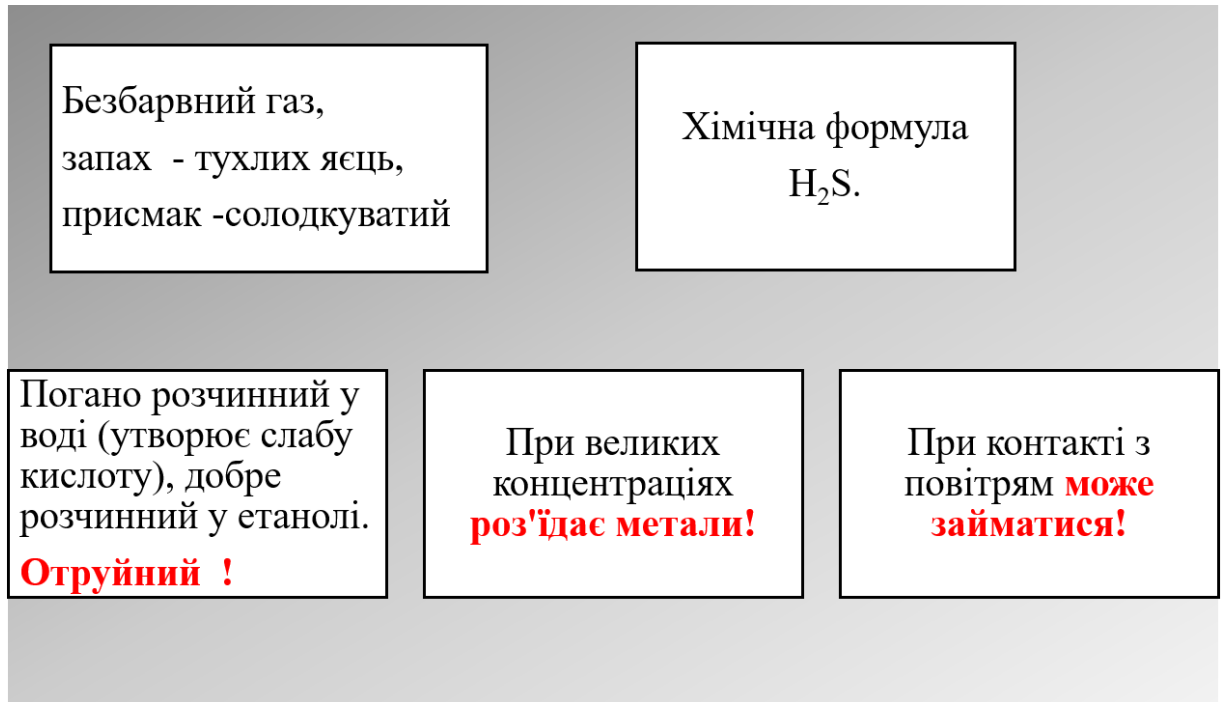 Безбарвний газ,
запах  - тухлих яєць,
присмак -солодкуватий
Хімічна формула
H₂S.
Погано розчинний у
воді (утворює слабу
кислоту), добре
розчинний у етанолі.
Отруйний  !
При великих
концентраціях
роз'їдає метали!
При контакті з
повітрям може
займатися!